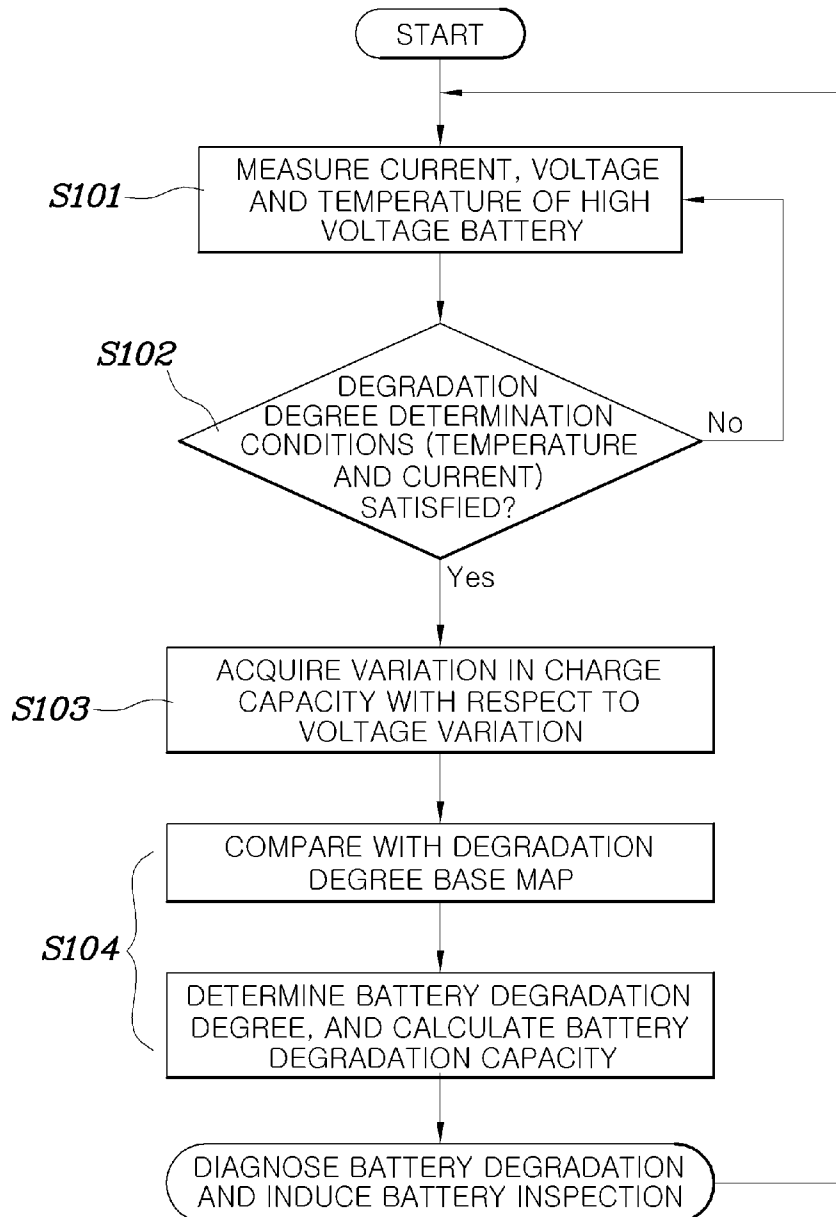 START
S101
MEASURE CURRENT, VOLTAGE
AND TEMPERATURE OF HIGH
VOLTAGE BATTERY
S102
DEGRADATION
DEGREE DETERMINATION
CONDITIONS (TEMPERATURE
AND CURRENT)
SATISFIED?
No
Yes
S103
ACQUIRE VARIATION IN CHARGE
CAPACITY WITH RESPECT TO
VOLTAGE VARIATION
S104
COMPARE WITH DEGRADATION
DEGREE BASE MAP
DETERMINE BATTERY DEGRADATION
DEGREE, AND CALCULATE BATTERY
DEGRADATION CAPACITY
DIAGNOSE BATTERY DEGRADATION
AND INDUCE BATTERY INSPECTION